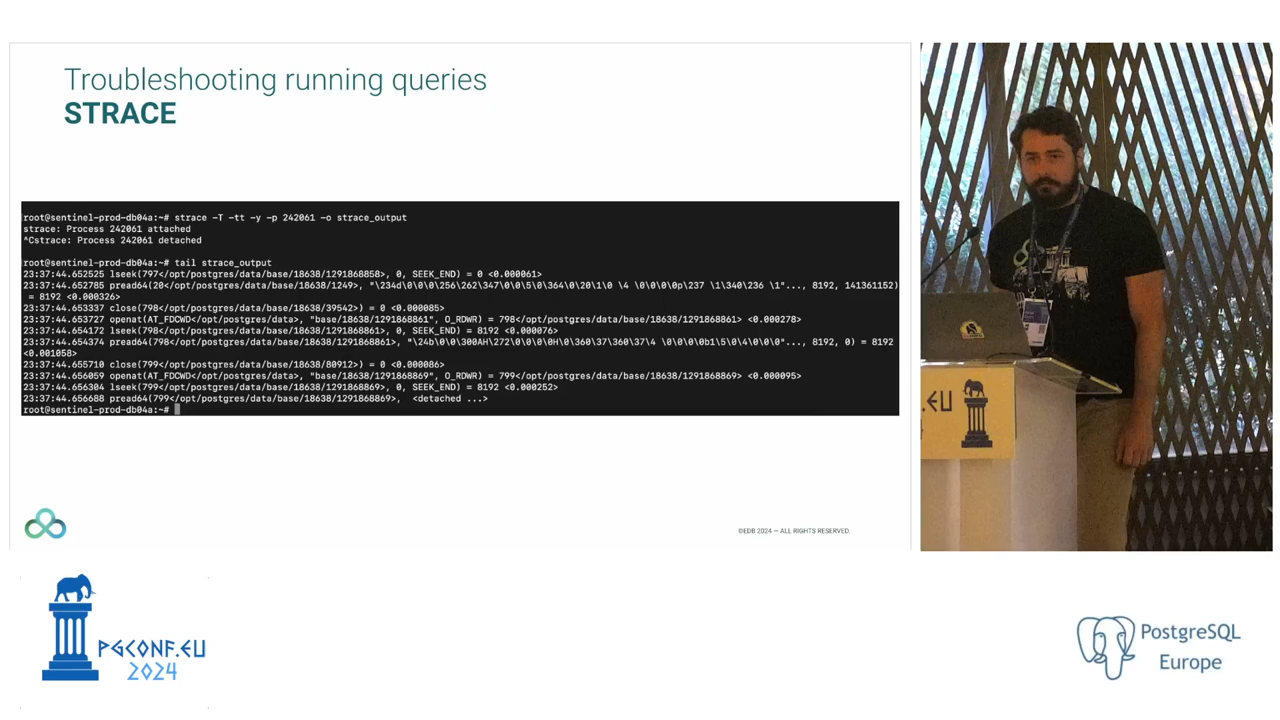 Troubleshooting running queries
STRACE
root@sentinel-prod-db04a:~# strace -T -tt -y -p 242061 -o strace_output
strace: Process 242061 attached
^Cstrace: Process 242061 detached
root@sentinel-prod-db04a:~# tail strace_output
23:37:44.652525 lseek(797</opt/postgres/data/base/18638/1291868858>, 0, SEEK_END) = 0 <0.000061>
23:37:44.652785 pread64(20</opt/postgres/data/base/18638/1249>, "\234d\0\0\0\256\262\347\0\0\5\0\364\0\20\1\0 \4 \0\0\0\0p\237 \1\340\236 \1"..., 8192, 141361152)
= 8192 <0.000326>
23:37:44.653337 close(798</opt/postgres/data/base/18638/39542>) = 0 <0.000085>
23:37:44.653727 openat(AT_FDCWD</opt/postgres/data>, "base/18638/1291868861", O_RDWR) = 798</opt/postgres/data/base/18638/1291868861> <0.000278>
23:37:44.654172 lseek(798</opt/postgres/data/base/18638/1291868861>, 0, SEEK_END) = 8192 <0.000076>
23:37:44.654374 pread64(798</opt/postgres/data/base/18638/1291868861>, "\24b\0\0\300AH\272\0\0\0\0H\0\360\37\360\37\4 \0\0\0\0b1\5\0\4\0\0\0"..., 8192, 0) = 8192
<0.001058>
23:37:44.655710 close(799</opt/postgres/data/base/18638/80912>) = 0 <0.000086>
23:37:44.656059 openat(AT_FDCWD</opt/postgres/data>, "base/18638/1291868869", O_RDWR) = 799</opt/postgres/data/base/18638/1291868869> <0.000095>
23:37:44.656304 lseek(799</opt/postgres/data/base/18638/1291868869>, 0, SEEK_END) = 8192 <0.000252>
23:37:44.656688 pread64(799</opt/postgres/data/base/18638/1291868869>,  <detached ...>
root@sentinel-prod-db04a:~#
©EDB 2024 — ALL RIGHTS RESERVED.
.EU
PGCONF.EU
2024
PostgreSQL
Europe